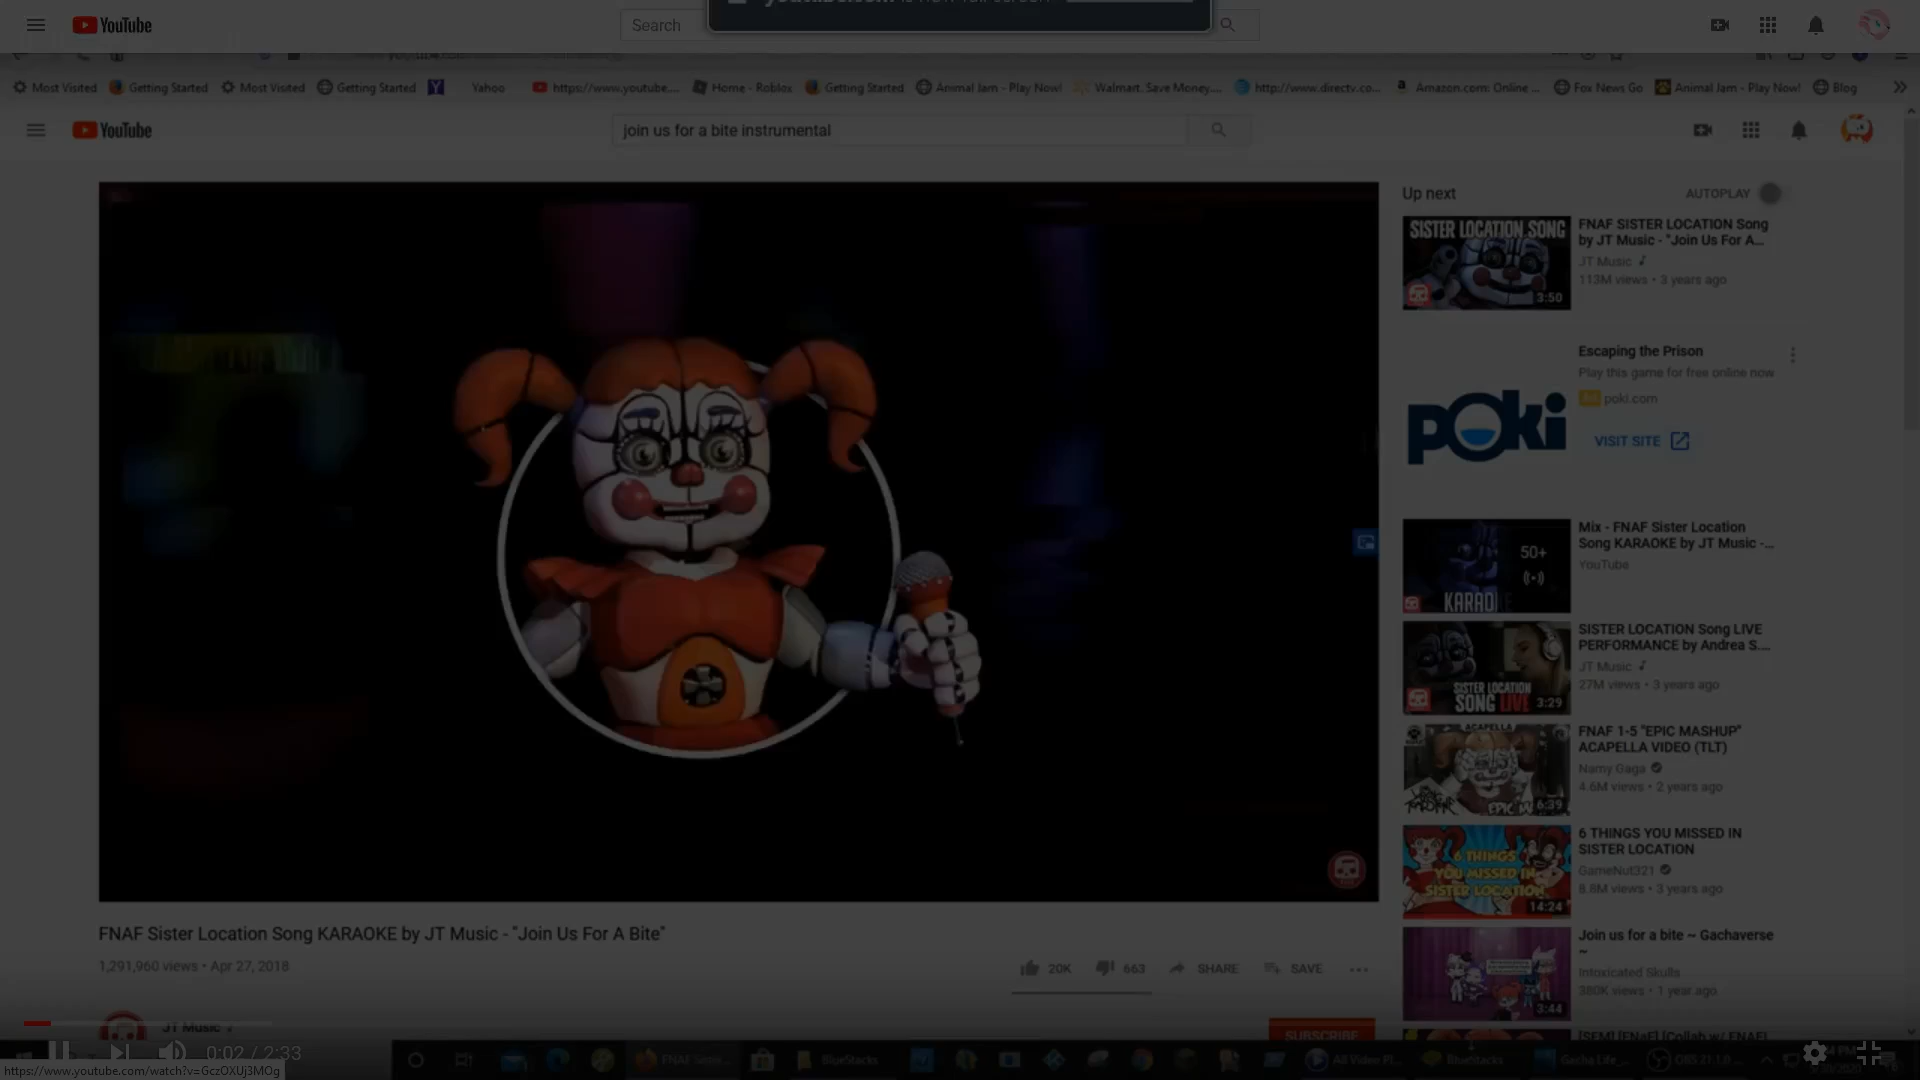 YouTube
Search
Most Visited
Getting Started
Most Visited
Getting Started
Yahoo
https://www.youtube....
Home - Roblox
Getting Started
Animal Jam - Play Now!
Walmart. Save Money....
http://www.directv.co...
Amazon.com: Online ...
Fox News Go
Animal Jam - Play Now!
Blog
YouTube
join us for a bite instrumental
Up next
AUTOPLAY
SISTER LOCATION SONG
3:50
FNAF SISTER LOCATION Song
by JT Music - "Join Us For A...
JT Music
113M views • 3 years ago
Escaping the Prison
Play this game for free online now
Ad poki.com
poki
VISIT SITE
50+
KARAO
Mix - FNAF Sister Location
Song KARAOKE by JT Music -...
YouTube
SISTER LOCATION
SONG LIVE
3:29
SISTER LOCATION Song LIVE
PERFORMANCE by Andrea S....
JT Music
27M views • 3 years ago
ACAPELLA
6:39
FNAF 1-5 "EPIC MASHUP"
ACAPELLA VIDEO (TLT)
Namy Gaga
4.6M views • 2 years ago
6 THINGS
YOU MISSED IN
SISTER LOCATION
14:24
6 THINGS YOU MISSED IN
SISTER LOCATION
GameNut321
8.8M views • 3 years ago
3:44
Join us for a bite ~ Gachaverse
~
Intoxicated Skulls
380K views • 1 year ago
FNAF Sister Location Song KARAOKE by JT Music - "Join Us For A Bite"
1,291,960 views • Apr 27, 2018
20K
663
SHARE
SAVE
JT Music
SUBSCRIBE
0:02 / 2:33
BlueStacks
All Video Pl...
BlueStacks
Gacha Life...
https://www.youtube.com/watch?v=GczOXUj3MOg